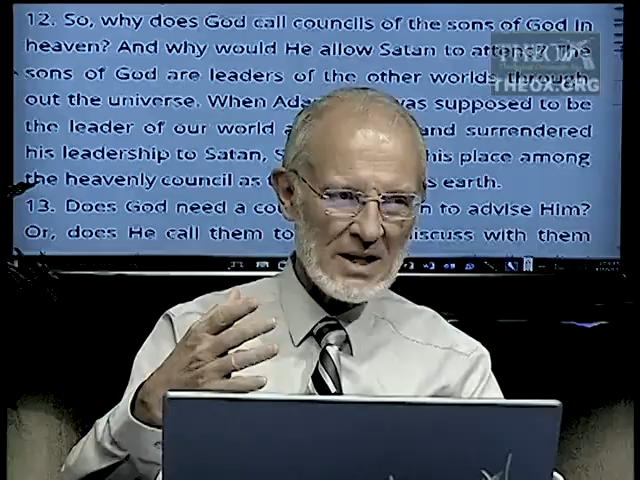 12. So, why does God call councils of the sons of God in
heaven? And why would He allow Satan to The
sons of God are leaders of the other worlds through
out the universe. When was supposed to be
the leader of our world and surrendered
his leadership to Satan, his place among
the heavenly council as earth.
13. Does God need a to advise Him?
Or, does He call them to discuss with them
THEOX.ORG